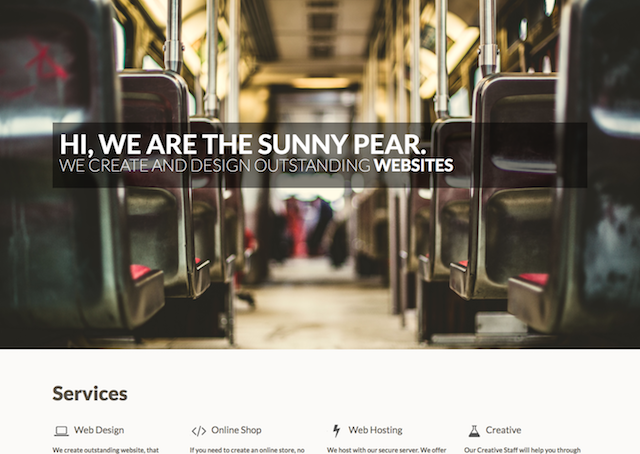 HI, WE ARE THE SUNNY PEAR.
WE CREATE AND DESIGN OUTSTANDING WEBSITES
Services
Web Design
Online Shop
Web Hosting
Creative
We create outstanding website, that
If you need to create an online store, no
We host with our secure server. We offer
Our Creative Staff will help you through